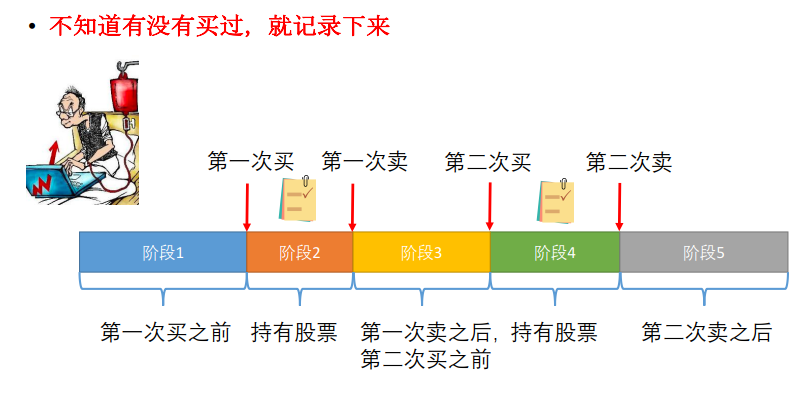 不知道有没有买过，就记录下来
第一次买 第一次卖 第二次买 第二次卖
阶段1 阶段2 阶段3 阶段4 阶段5
第一次买之前 持有股票 第一次卖之后，持有股票 第二次卖之后
第二次买之前